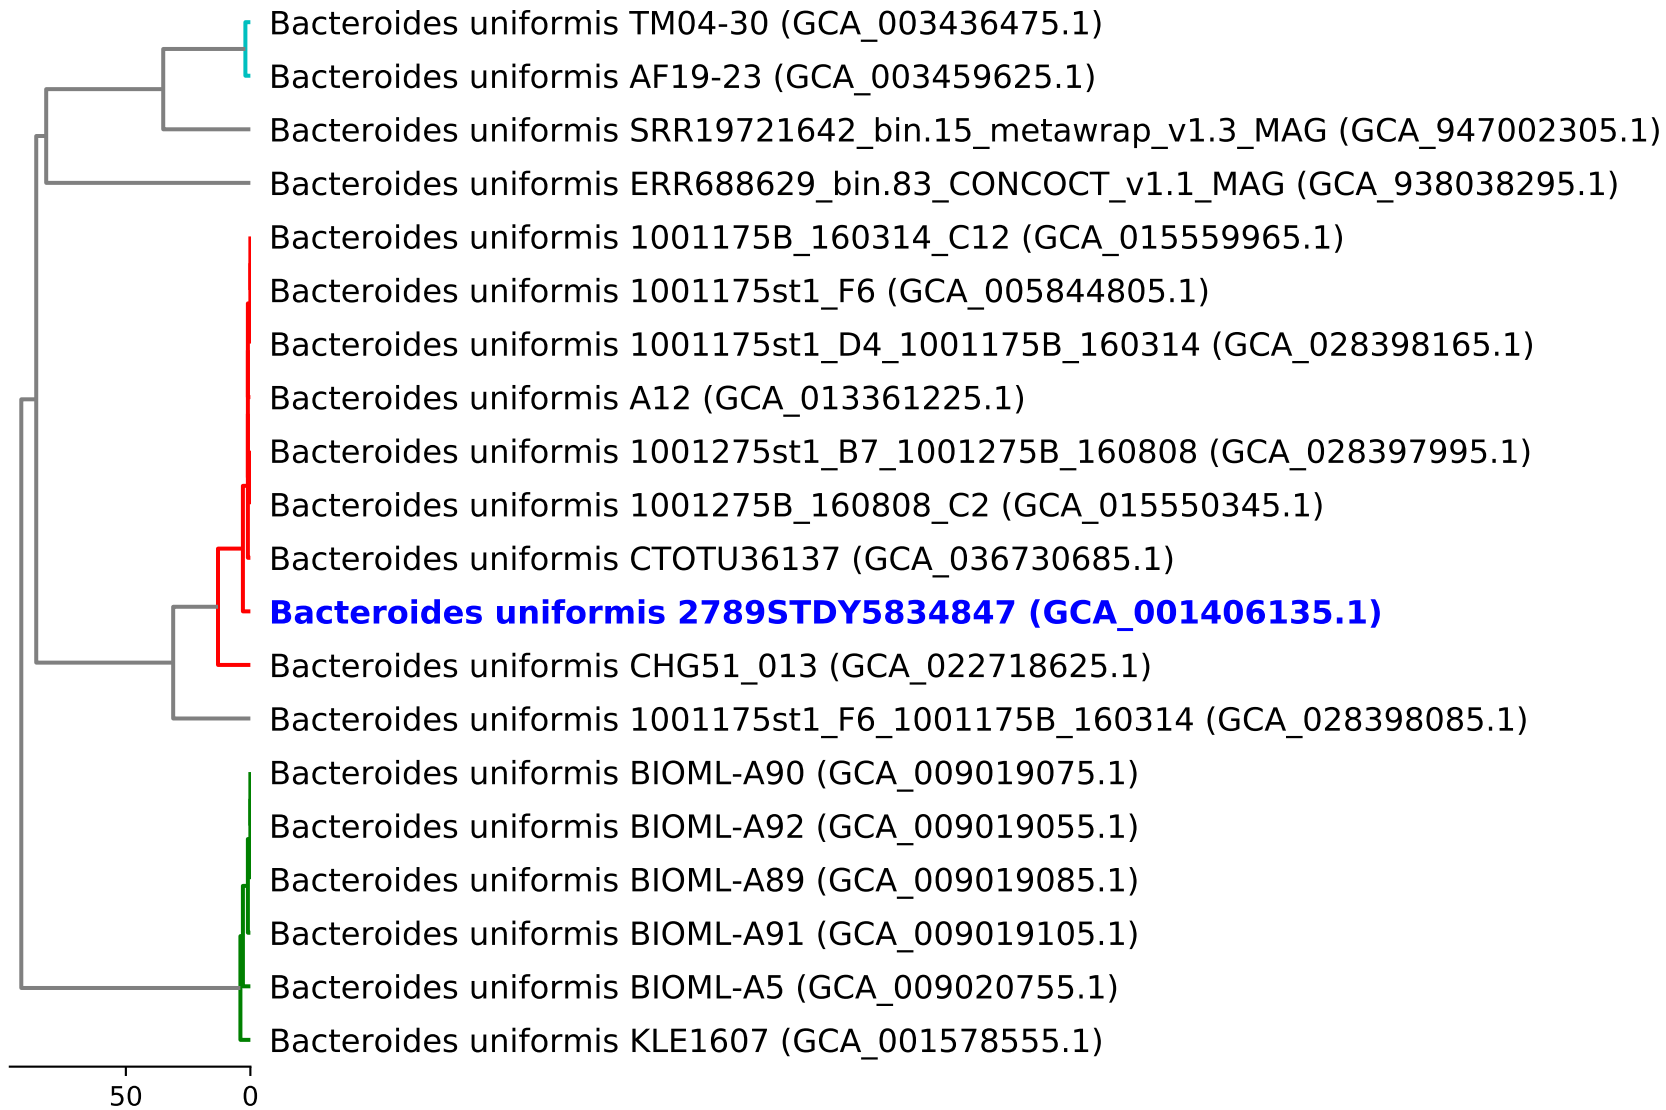 Bacteroides uniformis TM04-30 (GCA_003436475.1)
Bacteroides uniformis AF19-23 (GCA_003459625.1)
Bacteroides uniformis SRR19721642_bin.15_metawrap_v1.3_MAG (GCA_947002305.1)
Bacteroides uniformis ERR688629_bin.83_CONCOCT_v1.1_MAG (GCA_938038295.1)
Bacteroides uniformis 1001175B_160314_C12 (GCA_015559965.1)
Bacteroides uniformis 1001175st1_F6 (GCA_005844805.1)
Bacteroides uniformis 1001175st1_D4_1001175B_160314 (GCA_028398165.1)
Bacteroides uniformis A12 (GCA_013361225.1)
Bacteroides uniformis 1001275st1_B7_1001275B_160808 (GCA_028397995.1)
Bacteroides uniformis 1001275B_160808_C2 (GCA_015550345.1)
Bacteroides uniformis CTOTU36137 (GCA_036730685.1)
Bacteroides uniformis 2789STDY5834847 (GCA_001406135.1)
Bacteroides uniformis CHG51_013 (GCA_022718625.1)
Bacteroides uniformis 1001175st1_F6_1001175B_160314 (GCA_028398085.1)
Bacteroides uniformis BIOML-A90 (GCA_009019075.1)
Bacteroides uniformis BIOML-A92 (GCA_009019055.1)
Bacteroides uniformis BIOML-A89 (GCA_009019085.1)
Bacteroides uniformis BIOML-A91 (GCA_009019105.1)
Bacteroides uniformis BIOML-A5 (GCA_009020755.1)
Bacteroides uniformis KLE1607 (GCA_001578555.1)
50 0